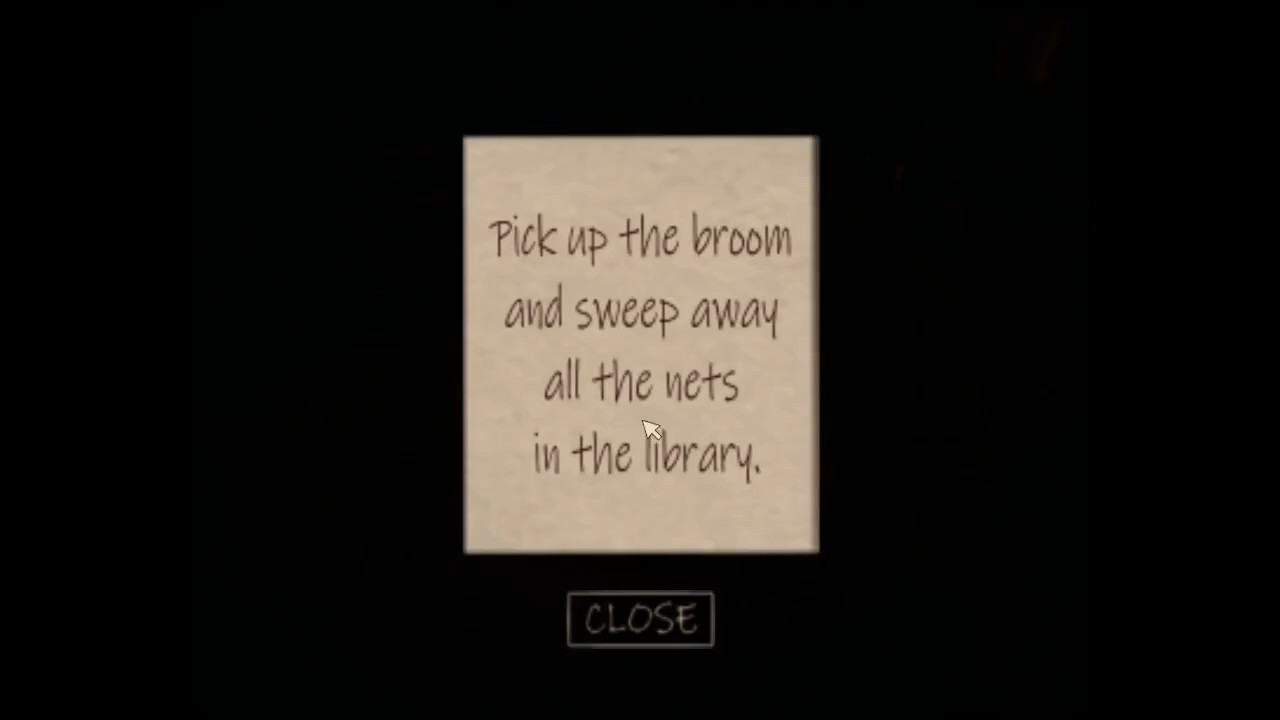 Pick up the broom
and sweep away
all the nets
in the library.
CLOSE